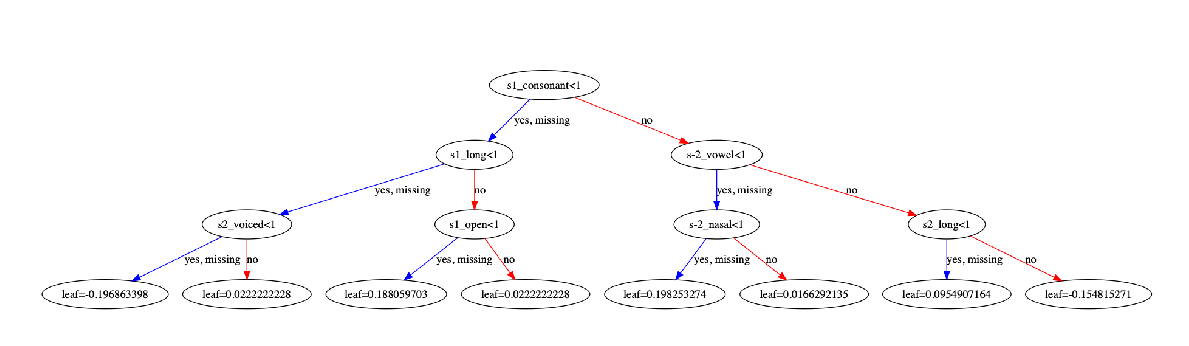 s1_consonant<1
yes, missing
no
s1_long<1
s-2_vowel<1
yes, missing
no
yes, missing
no
s2_voiced<1
s1_open<1
s-2_nasal<1
s2_long<1
yes, missing
no
yes, missing
no
yes, missing
no
yes, missing
no
leaf=-0.196863398
leaf=0.0222222228
leaf=0.188059703
leaf=0.0222222228
leaf=0.198253274
leaf=0.0166292135
leaf=0.0954907164
leaf=-0.154815271